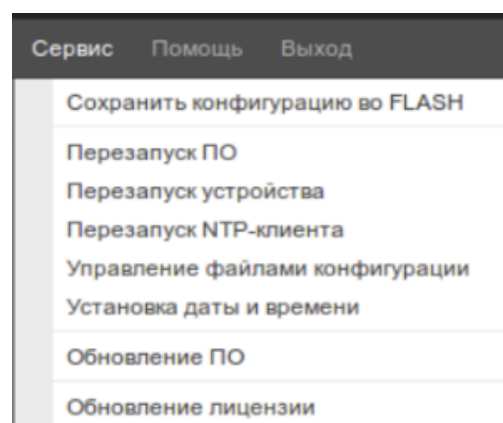 Сервис Помощь Выход
Сохранить конфигурацию во FLASH
Перезапуск ПО
Перезапуск устройства
Перезапуск NTP-клиента
Управление файлами конфигурации
Установка даты и времени
Обновление ПО
Обновление лицензии